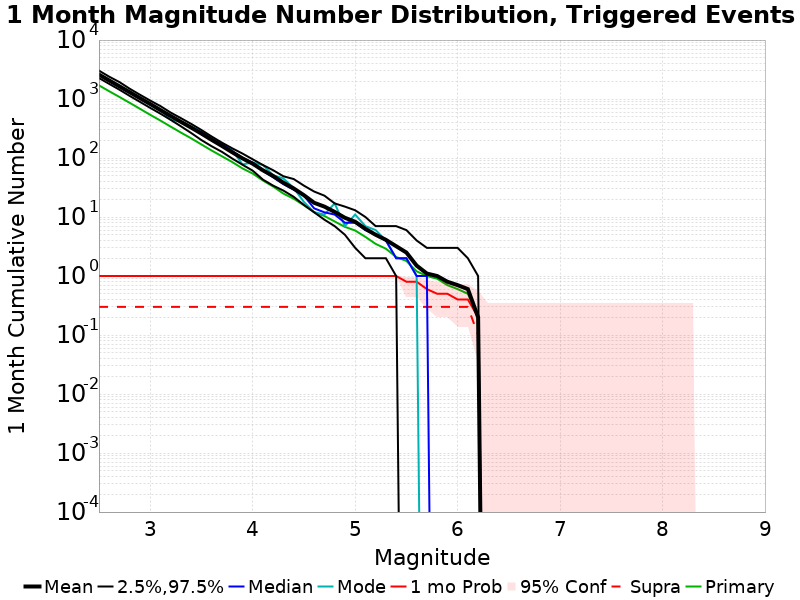 1 Month Magnitude Number Distribution, Triggered Events
10^4
10^3
10^2
10^1
10^0
10^-1
10^-2
10^-3
10^-4
1 Month Cumulative Number
3 4 5 6 7 8 9
Magnitude
Mean 2.5%,97.5% Median Mode 1 mo Prob 95% Conf Supra Primary